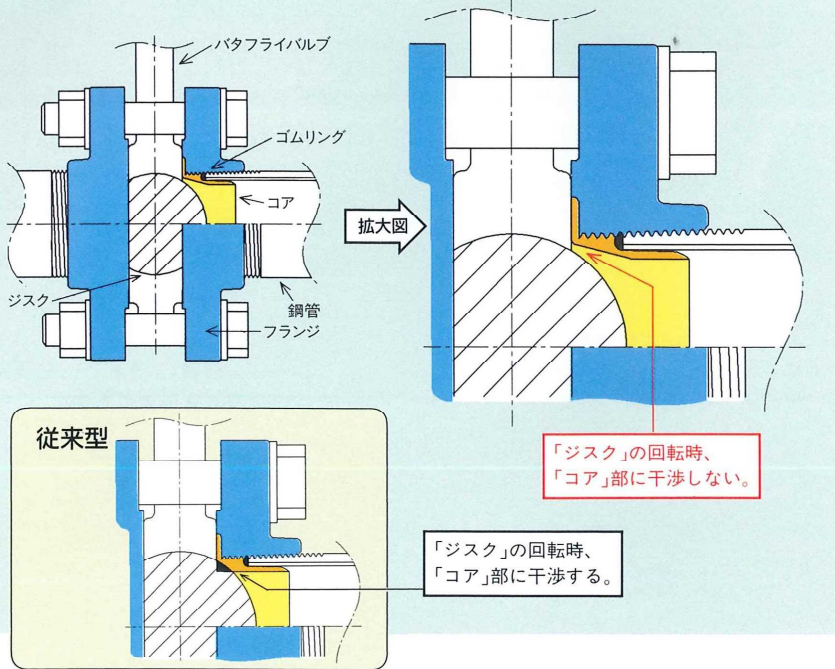 バタフライバルブ
ゴムリング
コア
拡大図
ジスク
鋼管
フランジ
「ジスク」の回転時、
「コア」部に干渉しない。
従来型
「ジスク」の回転時、
「コア」部に干渉する。